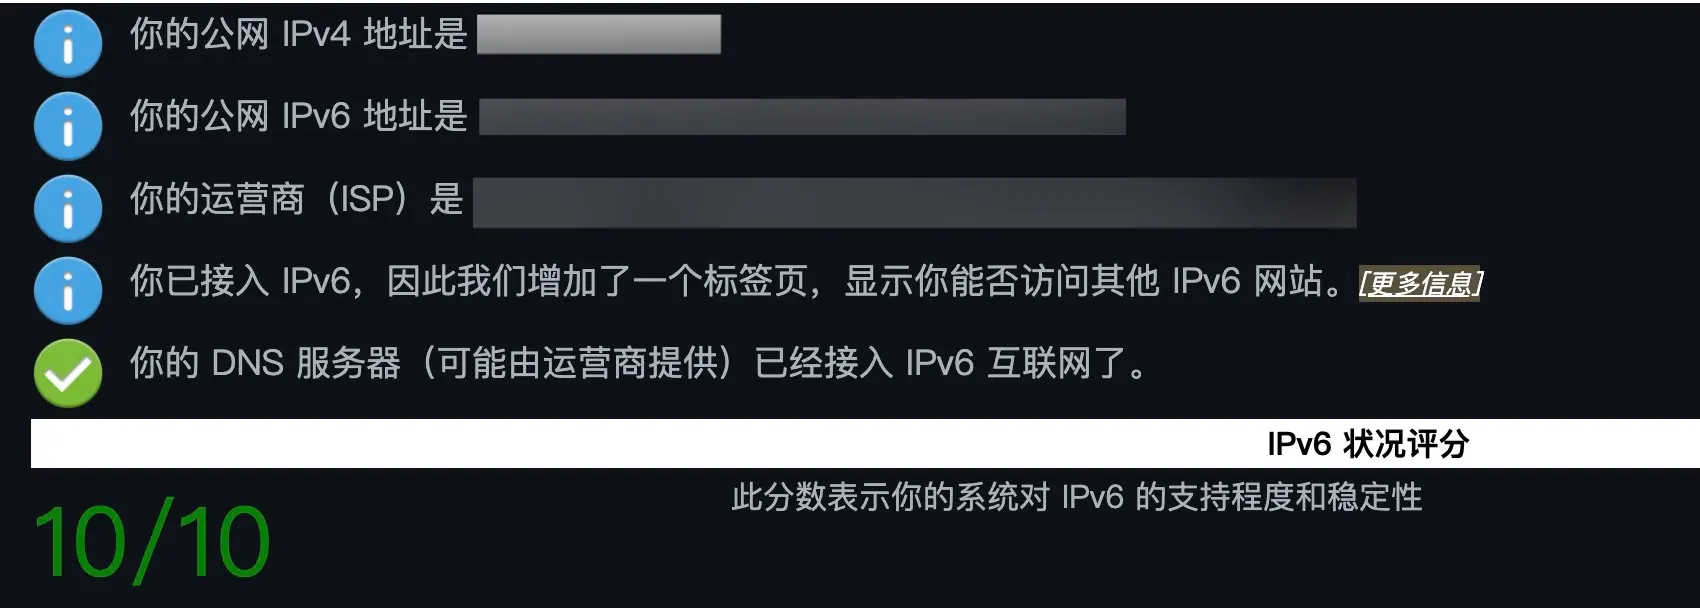 你的公网 IPv4 地址是
你的公网 IPv6 地址是
你的运营商（ISP）是
你已接入 IPv6，因此我们增加了一个标签页，显示你能否访问其他 IPv6 网站。[更多信息]
你的 DNS 服务器（可能由运营商提供）已经接入 IPv6 互联网了。
IPv6 状况评分
此分数表示你的系统对 IPv6 的支持程度和稳定性
10/10